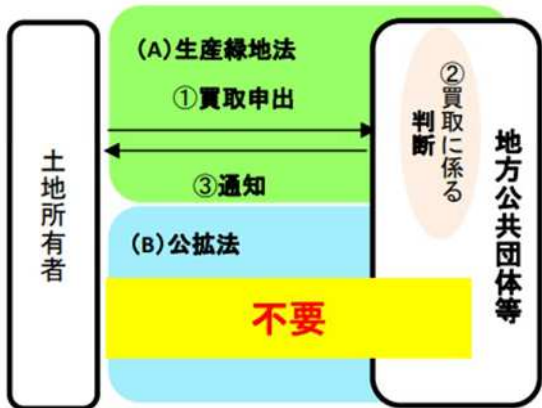 (A)生産緑地法
①買取申出
③通知
②買取に係る
判断
土地所有者
地方公共団体等
(B)公拡法
不要